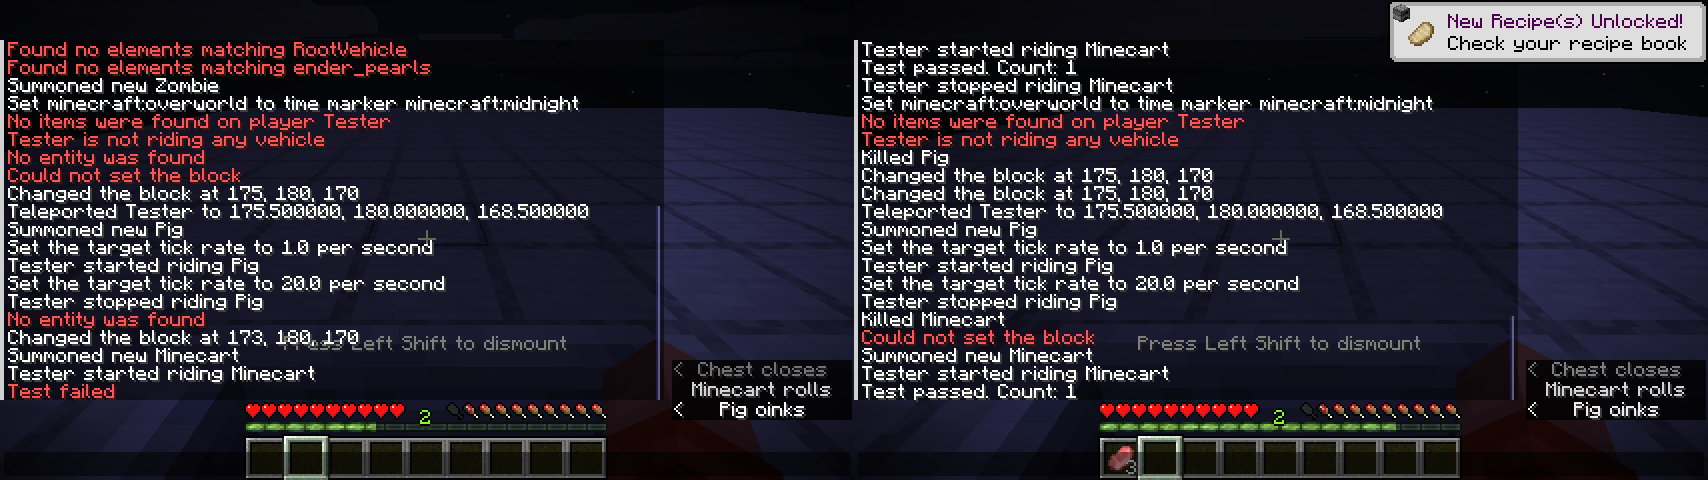 Found no elements matching RootVehicle
Found no elements matching ender_pearls
Summoned new Zombie
Set minecraft:overworld to time marker minecraft:midnight
No items were found on player Tester
Tester is not riding any vehicle
No entity was found
Could not set the block
Changed the block at 175, 180, 170
Teleported Tester to 175.500000, 180.000000, 168.500000
Summoned new Pig
Set the target tick rate to 1.0 per second
Tester started riding Pig
Set the target tick rate to 20.0 per second
Tester stopped riding Pig
No entity was found
Changed the block at 173, 180, 170
Press Left Shift to dismount
Summoned new Minecart
Tester started riding Minecart
Test failed
< Chest closes
Minecart rolls
< Pig oinks
2
New Recipe(s) Unlocked!
Check your recipe book
Tester started riding Minecart
Test passed. Count: 1
Tester stopped riding Minecart
Set minecraft:overworld to time marker minecraft:midnight
No items were found on player Tester
Tester is not riding any vehicle
Killed Pig
Changed the block at 175, 180, 170
Changed the block at 175, 180, 170
Teleported Tester to 175.500000, 180.000000, 168.500000
Summoned new Pig
Set the target tick rate to 1.0 per second
Tester started riding Pig
Set the target tick rate to 20.0 per second
Tester stopped riding Pig
Killed Minecart
Could not set the block
Press Left Shift to dismount
Summoned new Minecart
Tester started riding Minecart
Test passed. Count: 1
< Chest closes
Minecart rolls
< Pig oinks
2
3